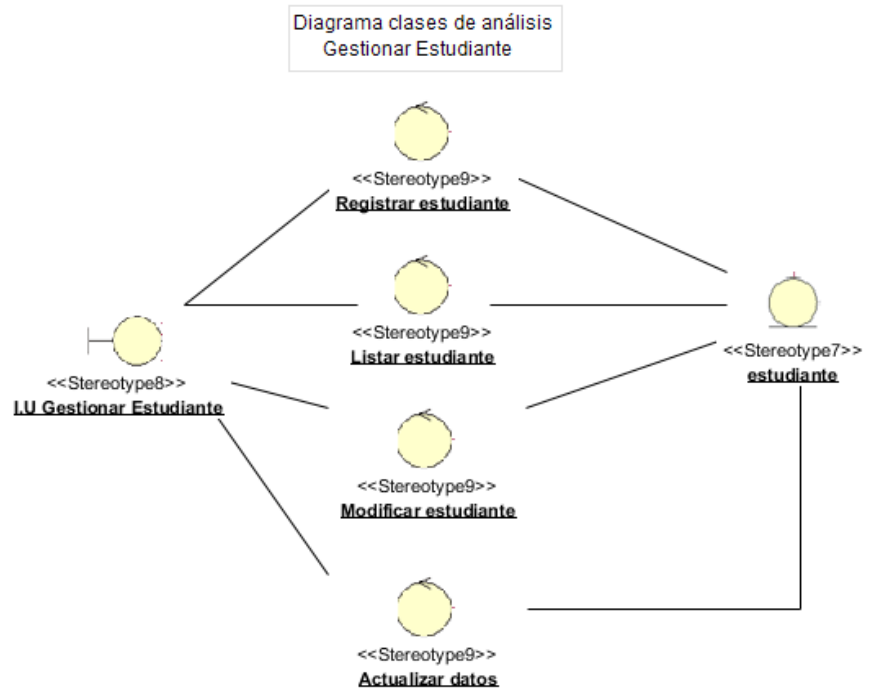 Diagrama clases de análisis
Gestionar Estudiante
<<Stereotype9>>
Registrar estudiante
<<Stereotype9>>
Listar estudiante
<<Stereotype7>>
estudiante
<<Stereotype8>>
I.U Gestionar Estudiante
<<Stereotype9>>
Modificar estudiante
<<Stereotype9>>
Actualizar datos